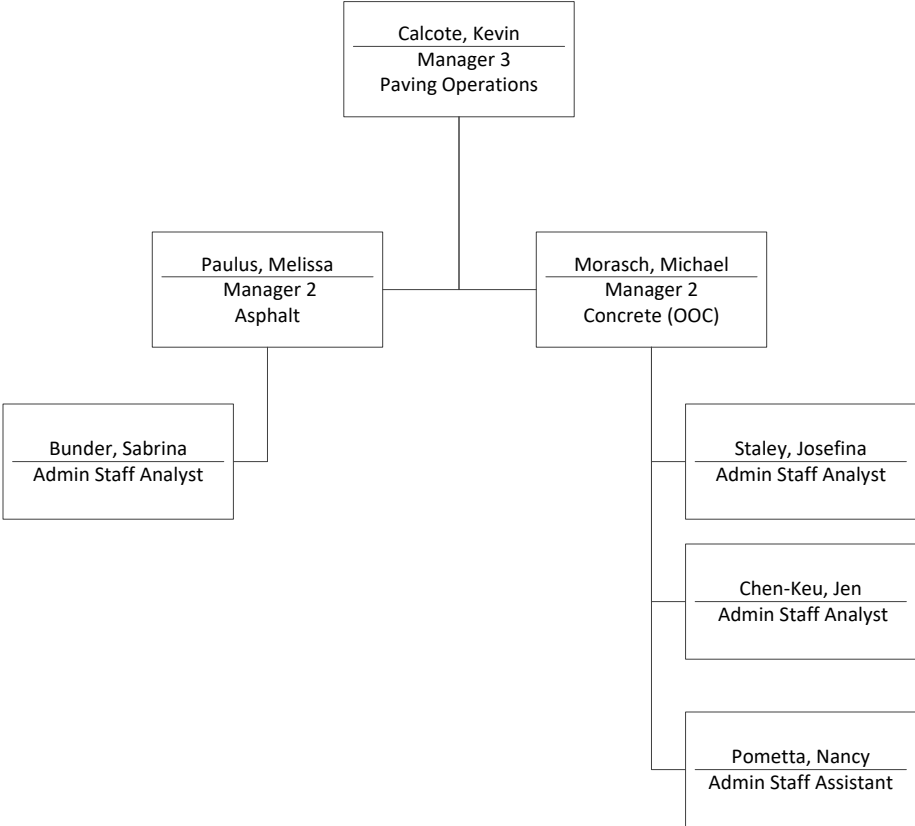 Calcote, Kevin
Manager 3
Paving Operations
Paulus, Melissa
Manager 2
Asphalt
Morasch, Michael
Manager 2
Concrete (OOC)
Bunder, Sabrina
Admin Staff Analyst
Staley, Josefina
Admin Staff Analyst
Chen-Keu, Jen
Admin Staff Analyst
Pometta, Nancy
Admin Staff Assistant